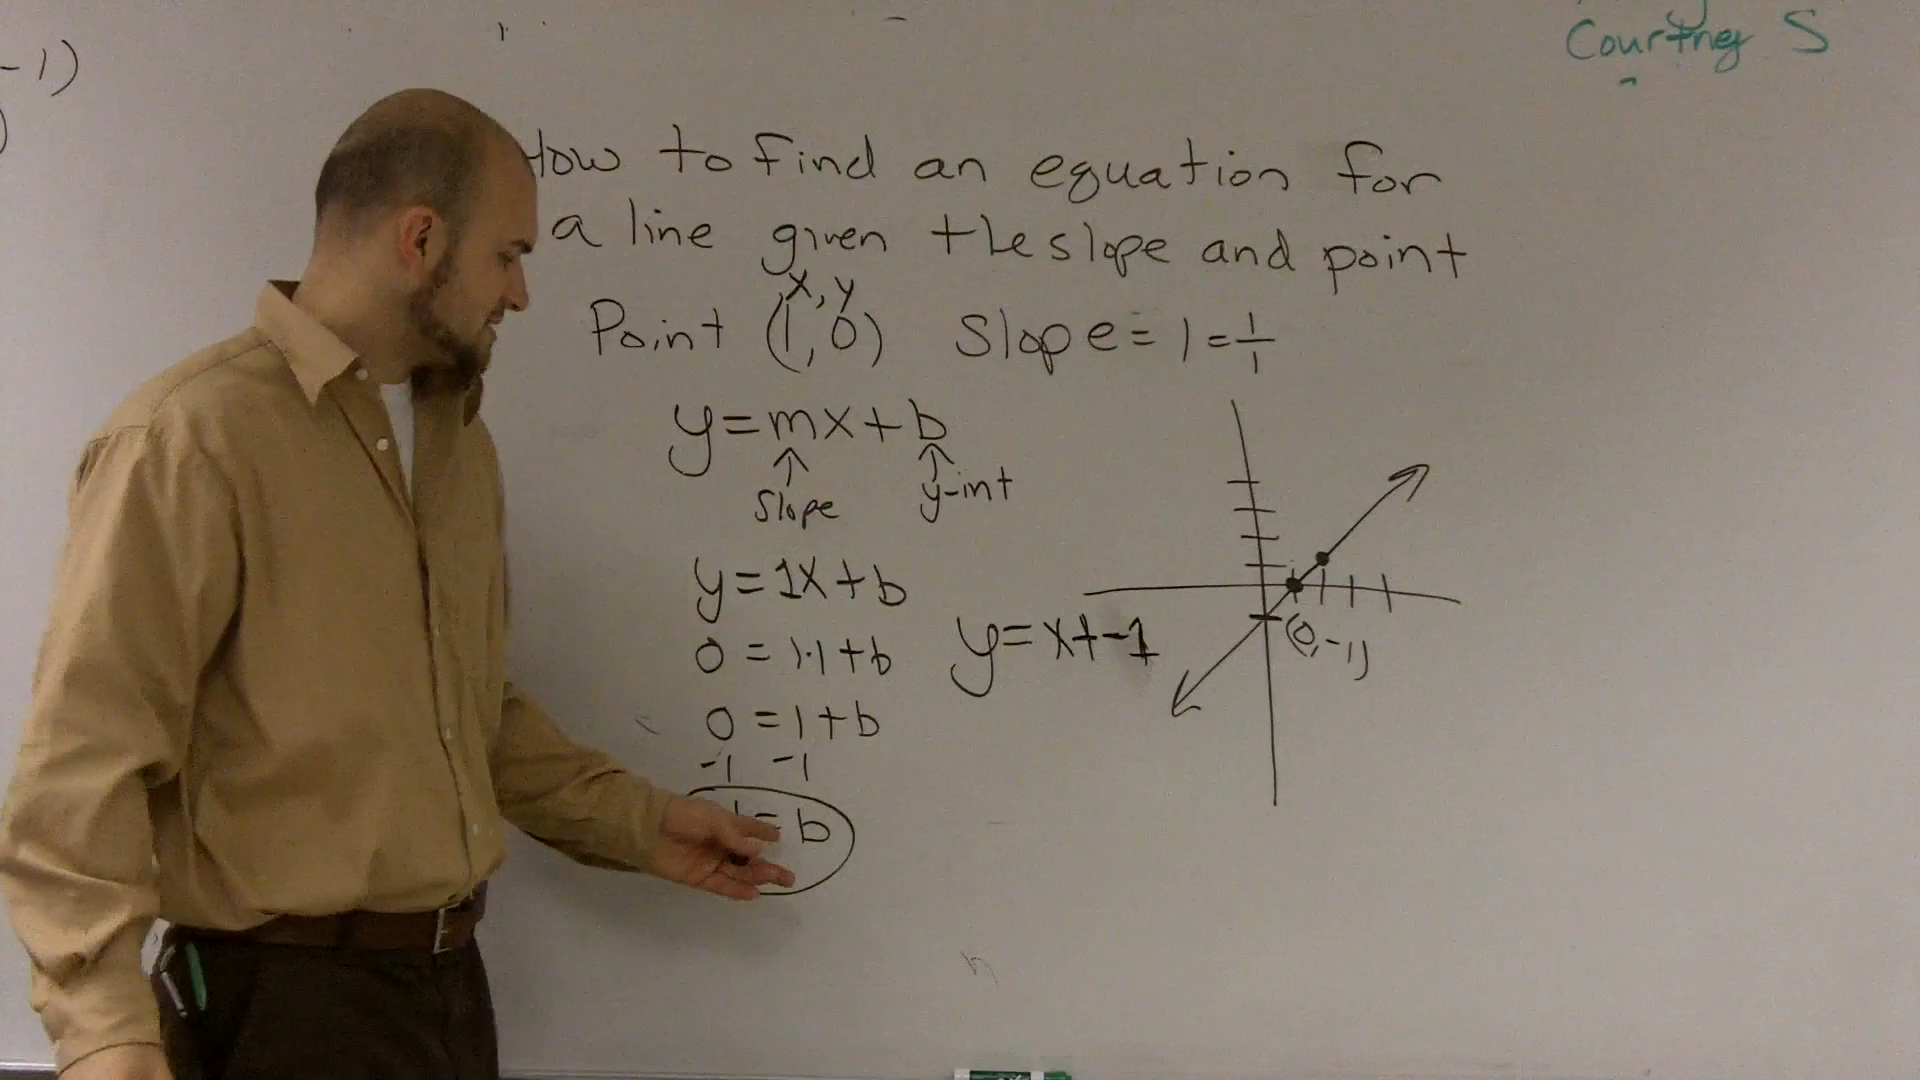 -1)
)
Courtney S
How to find an equation for
a line given the slope and point
x, y
Point (1, 0) Slope = 1 = 1/1
y = mx + b
↑ ↑
Slope y-int
y = 1x + b
0 = 1·1 + b
y = x + -1
(0, -1)
0 = 1 + b
-1 -1
= b